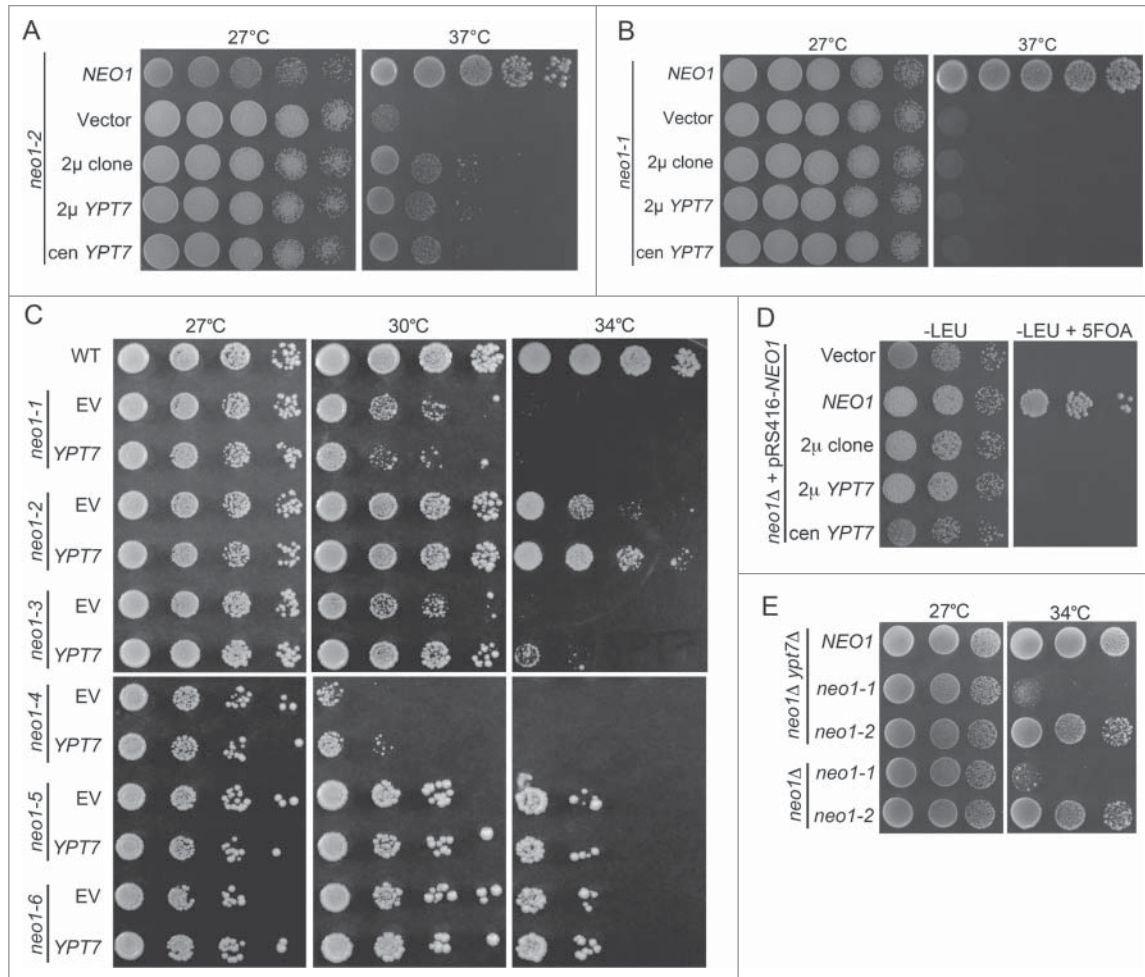 A
27°C
37°C
neo1-2
NEO1
Vector
2μ clone
2μ YPT7
cen YPT7
B
27°C
37°C
neo1-1
NEO1
Vector
2μ clone
2μ YPT7
cen YPT7
C
27°C
30°C
34°C
WT
neo1-1
EV
YPT7
neo1-2
EV
YPT7
neo1-3
EV
YPT7
neo1-4
EV
YPT7
neo1-5
EV
YPT7
neo1-6
EV
YPT7
D
-LEU
-LEU + 5FOA
neo1Δ + pRS416-NEO1
Vector
NEO1
2μ clone
2μ YPT7
cen YPT7
E
27°C
34°C
neo1Δ ypt7Δ
NEO1
neo1-1
neo1-2
neo1Δ
neo1-1
neo1-2